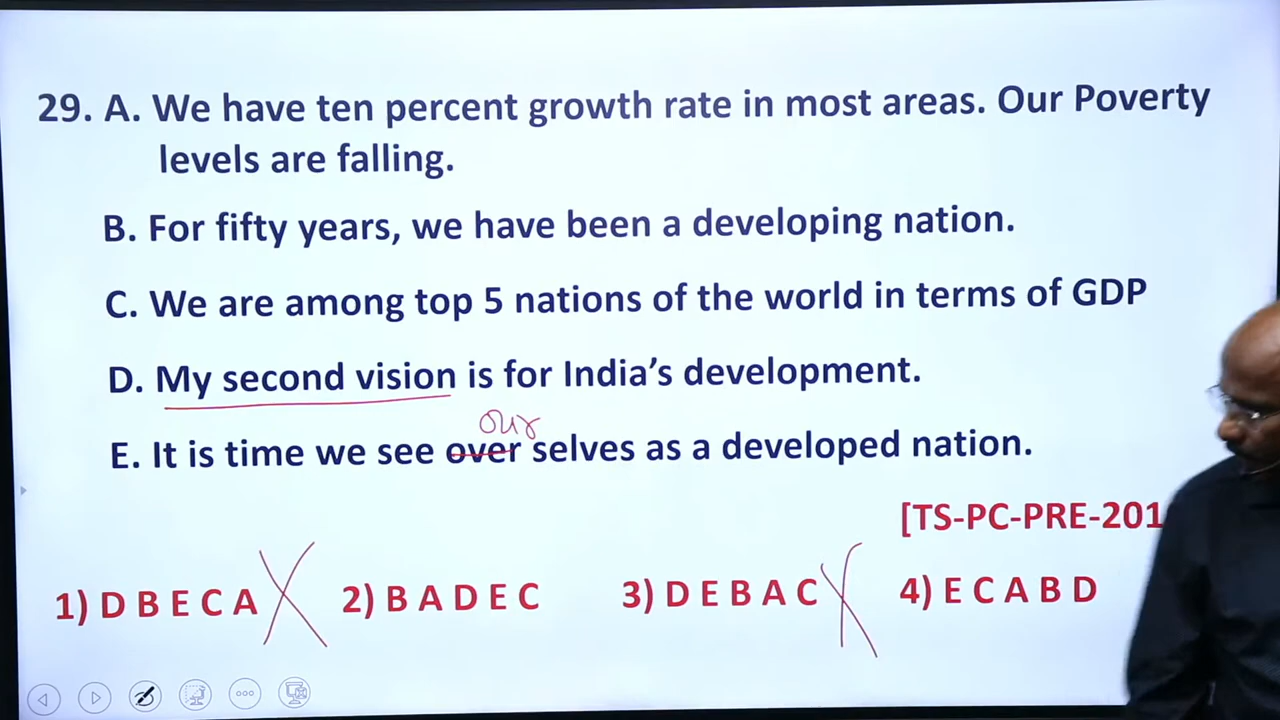 29. A. We have ten percent growth rate in most areas. Our Poverty
levels are falling.
B. For fifty years, we have been a developing nation.
C. We are among top 5 nations of the world in terms of GDP
D. My second vision is for India's development.
our
E. It is time we see over selves as a developed nation.
[TS-PC-PRE-201
1) D B E C A 2) B A D E C 3) D E B A C 4) E C A B D